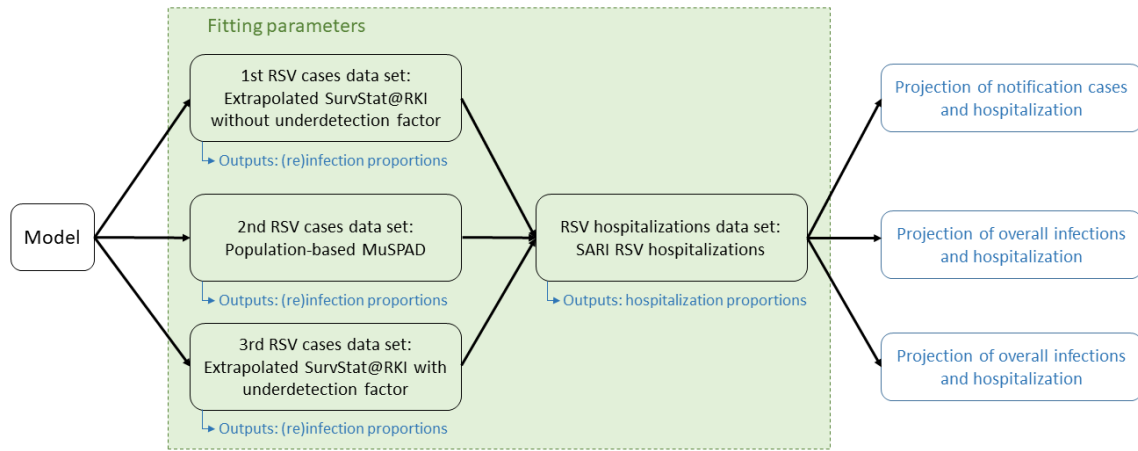 Fitting parameters
1st RSV cases data set:
Extrapolated SurvStat@RKI
without underdetection factor
Outputs: (re)infection proportions
Model
2nd RSV cases data set:
Population-based MuSPAD
Outputs: (re)infection proportions
3rd RSV cases data set:
Extrapolated SurvStat@RKI with
underdetection factor
Outputs: (re)infection proportions
RSV hospitalizations data set:
SARI RSV hospitalizations
Outputs: hospitalization proportions
Projection of notification cases
and hospitalization
Projection of overall infections
and hospitalization
Projection of overall infections
and hospitalization